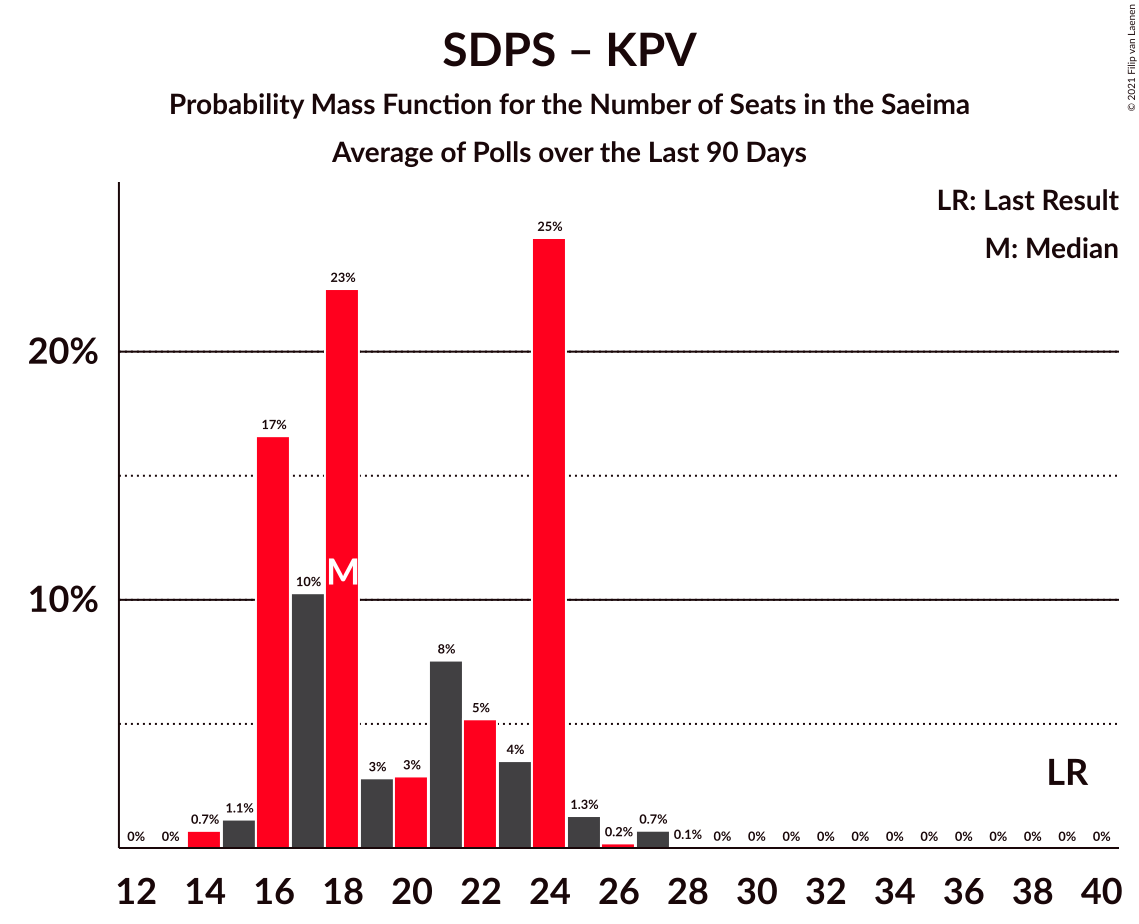 SDPS – KPV
Probability Mass Function for the Number of Seats in the Saeima
Average of Polls over the Last 90 Days
© 2021 Filip van Laenen
LR: Last Result
M: Median
20%
10%
0% 0% 0.7% 1.1% 17% 10% 23% 3% 3% 8% 5% 4% 25% 1.3% 0.2% 0.7% 0.1% 0% 0% 0% 0% 0% 0% 0% 0% 0% 0% 0% 0%
M
LR
12 14 16 18 20 22 24 26 28 30 32 34 36 38 40